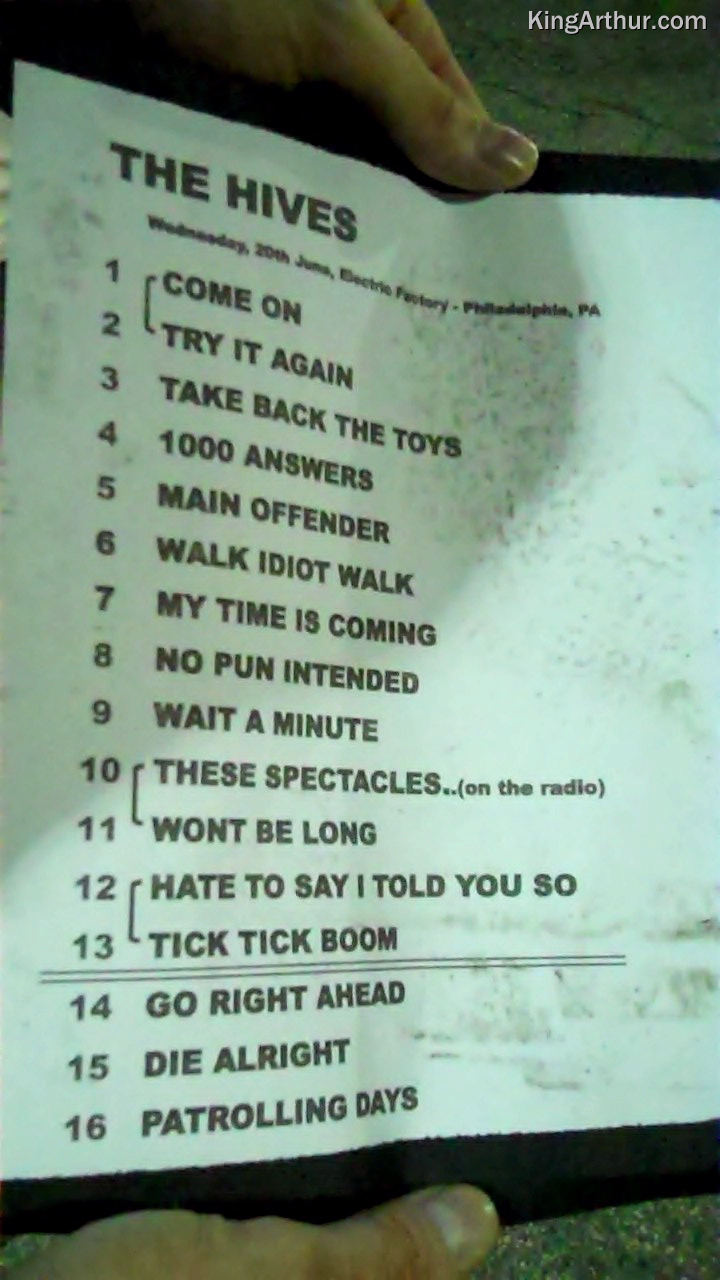 KingArthur.com
THE HIVES
Wednesday, 20th June, Electric Factory - Philadelphia, PA
1 COME ON
2 TRY IT AGAIN
3 TAKE BACK THE TOYS
4 1000 ANSWERS
5 MAIN OFFENDER
6 WALK IDIOT WALK
7 MY TIME IS COMING
8 NO PUN INTENDED
9 WAIT A MINUTE
10 THESE SPECTACLES..(on the radio)
11 WONT BE LONG
12 HATE TO SAY I TOLD YOU SO
13 TICK TICK BOOM
14 GO RIGHT AHEAD
15 DIE ALRIGHT
16 PATROLLING DAYS